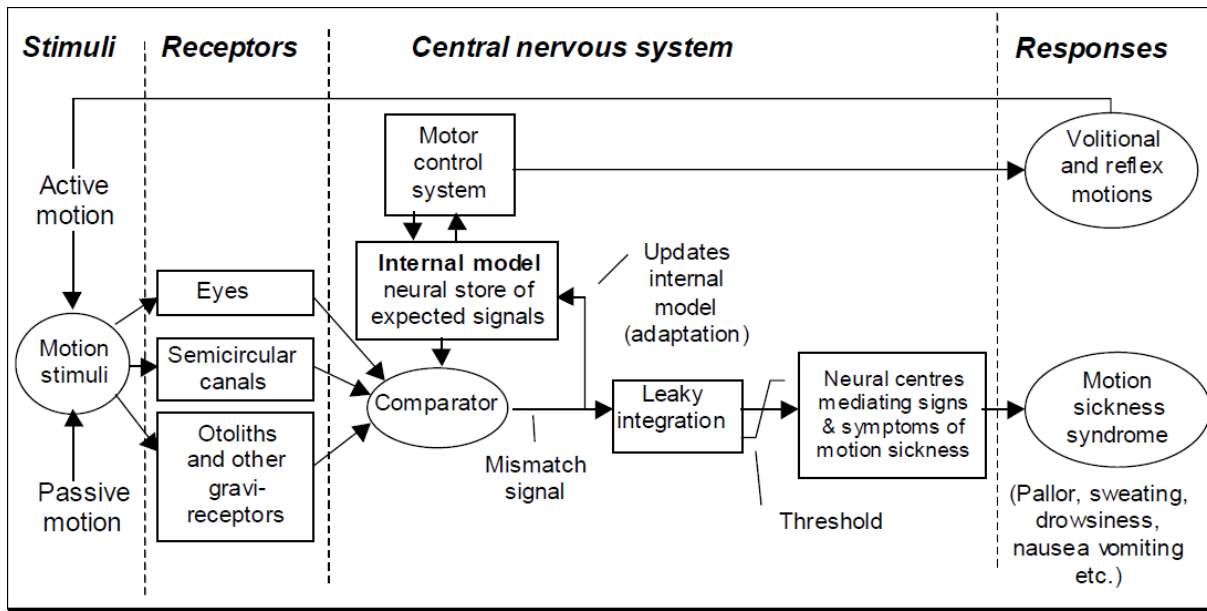 Stimuli
Receptors
Central nervous system
Responses
Active
motion
Motion
stimuli
Passive
motion
Eyes
Semicircular
canals
Otoliths
and other
gravi-
receptors
Motor
control
system
Internal model
neural store of
expected signals
Comparator
Updates
internal
model
(adaptation)
Mismatch
signal
Leaky
integration
Threshold
Neural centres
mediating signs
& symptoms of
motion sickness
Volitional
and reflex
motions
Motion
sickness
syndrome
(Pallor, sweating,
drowsiness,
nausea vomiting
etc.)